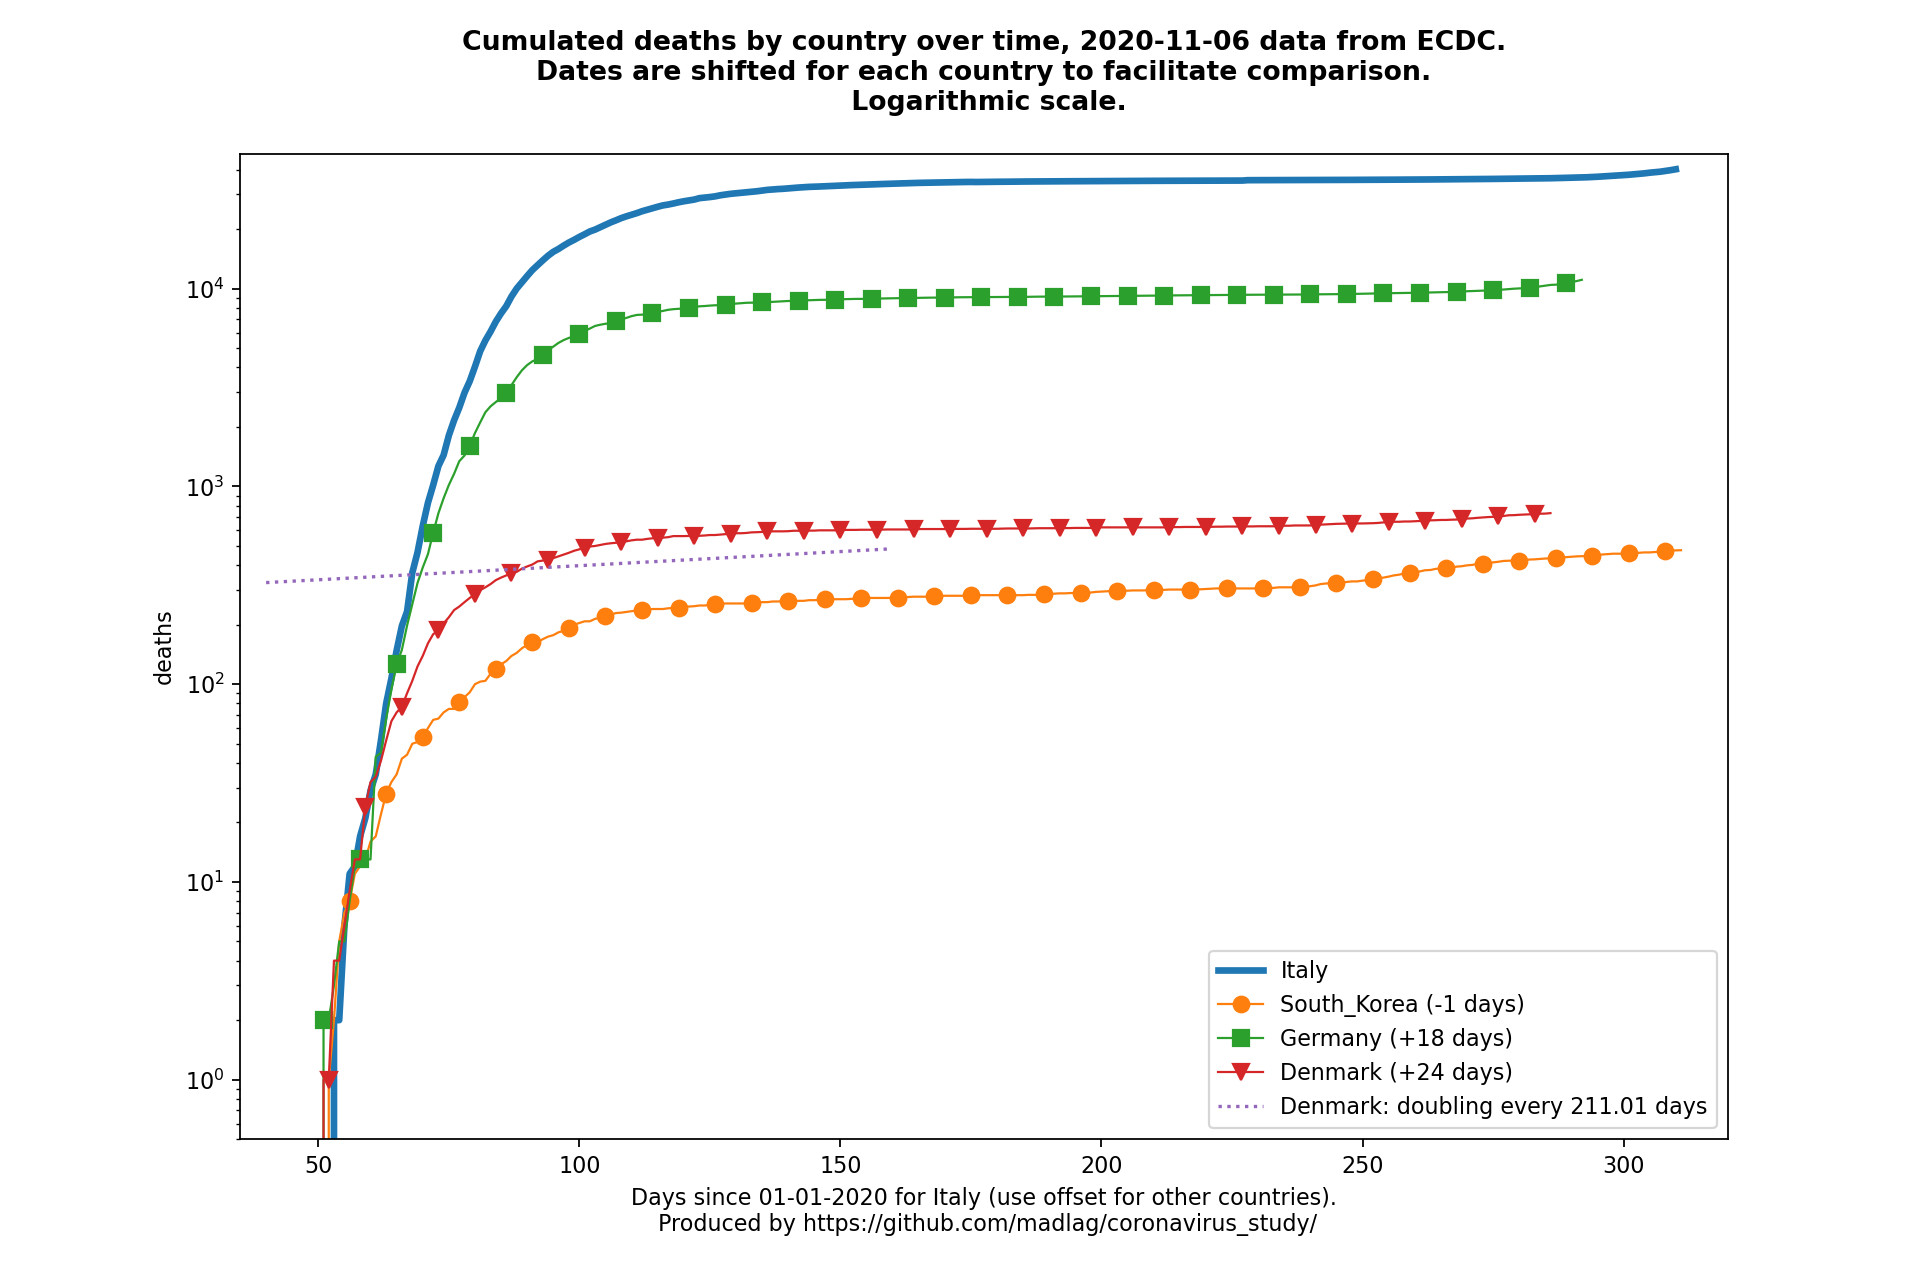 Cumulated deaths by country over time, 2020-11-06 data from ECDC.
Dates are shifted for each country to facilitate comparison.
Logarithmic scale.
10^4
10^3
10^2
10^1
10^0
deaths
Italy
South_Korea (-1 days)
Germany (+18 days)
Denmark (+24 days)
Denmark: doubling every 211.01 days
50 100 150 200 250 300
Days since 01-01-2020 for Italy (use offset for other countries).
Produced by https://github.com/madlag/coronavirus_study/